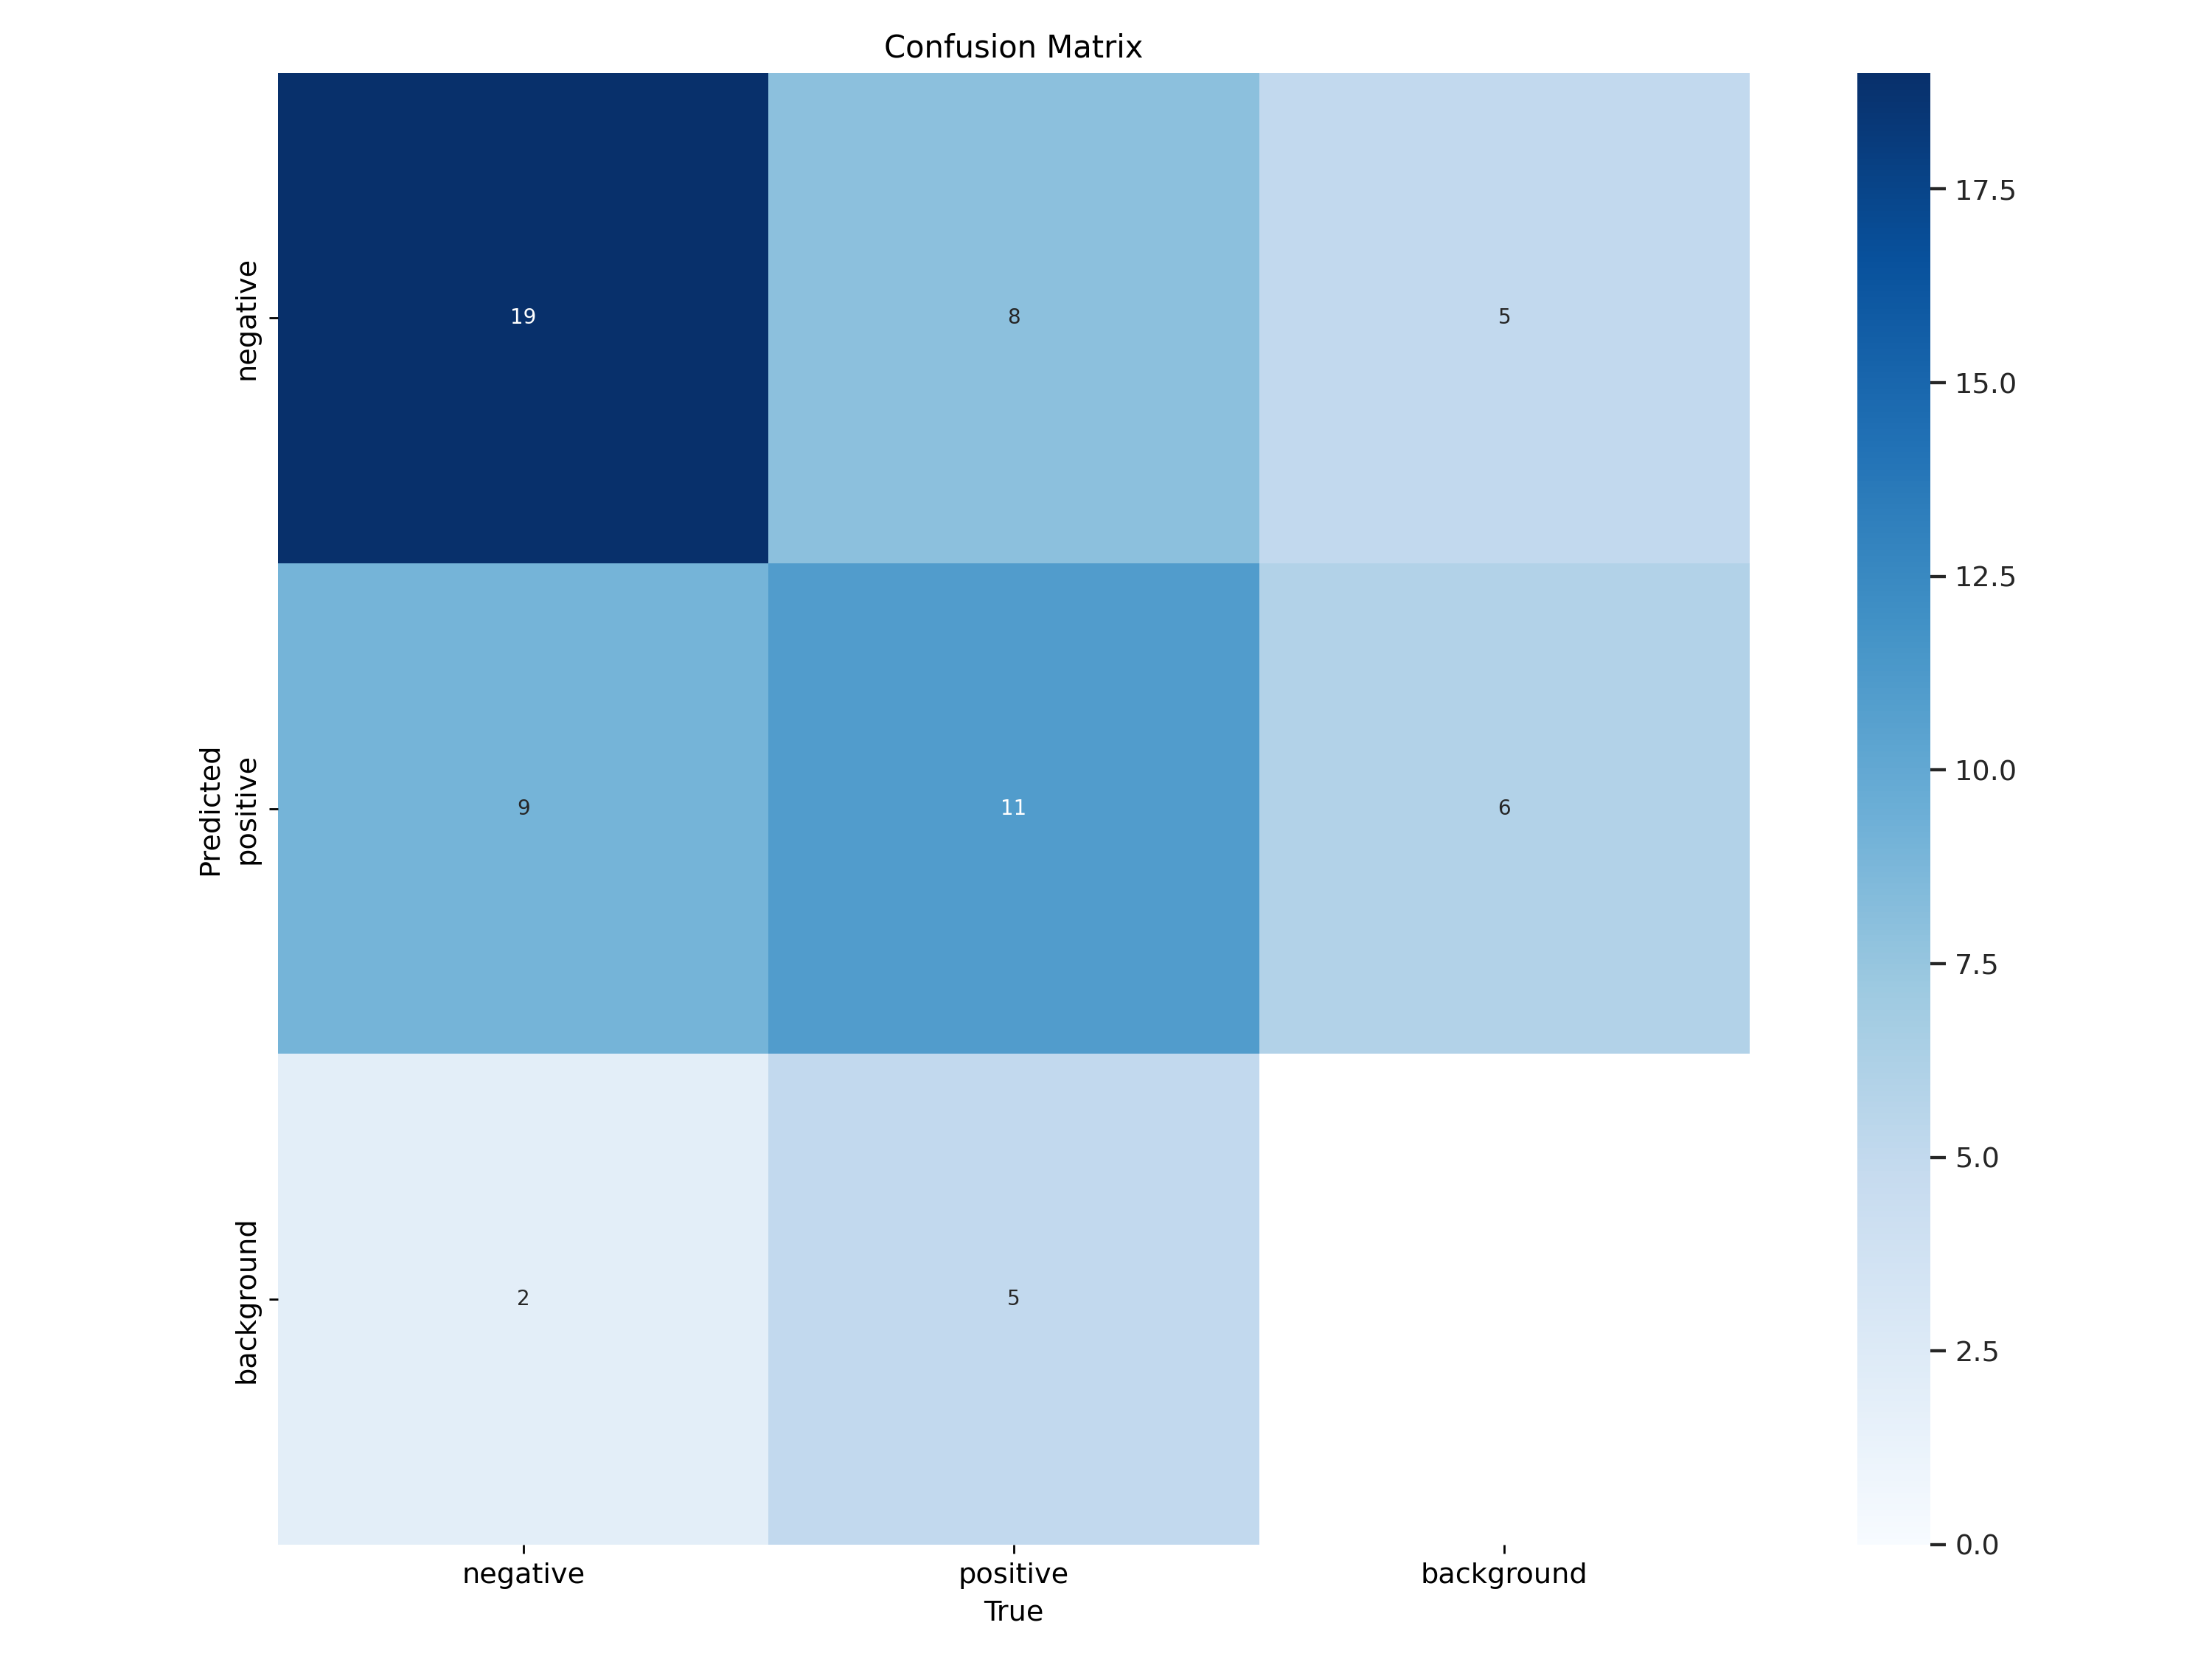 Confusion Matrix
negative
19
8
5
Predicted
positive
9
11
6
background
2
5
negative
positive
background
True
17.5
15.0
12.5
10.0
7.5
5.0
2.5
0.0